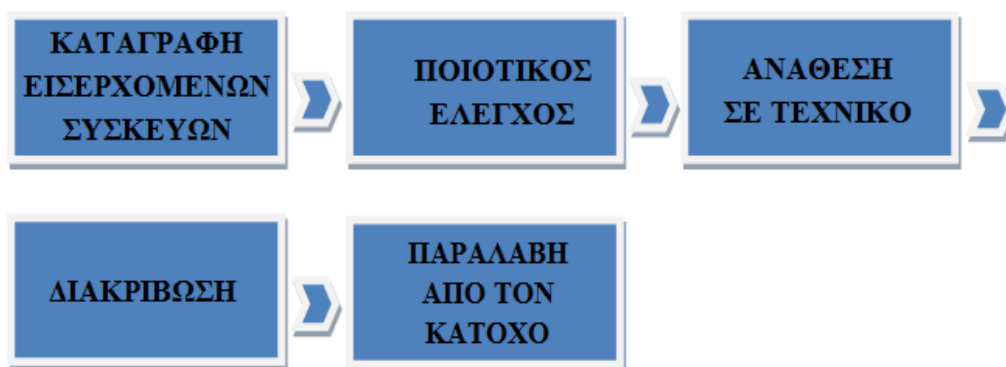 ΚΑΤΑΓΡΑΦΗ
ΕΙΣΕΡΧΟΜΕΝΩΝ
ΣΥΣΚΕΥΩΝ
ΠΟΙΟΤΙΚΟΣ
ΕΛΕΓΧΟΣ
ΑΝΑΘΕΣΗ
ΣΕ ΤΕΧΝΙΚΟ
ΔΙΑΚΡΙΒΩΣΗ
ΠΑΡΑΛΑΒΗ
ΑΠΟ ΤΟΝ
ΚΑΤΟΧΟ